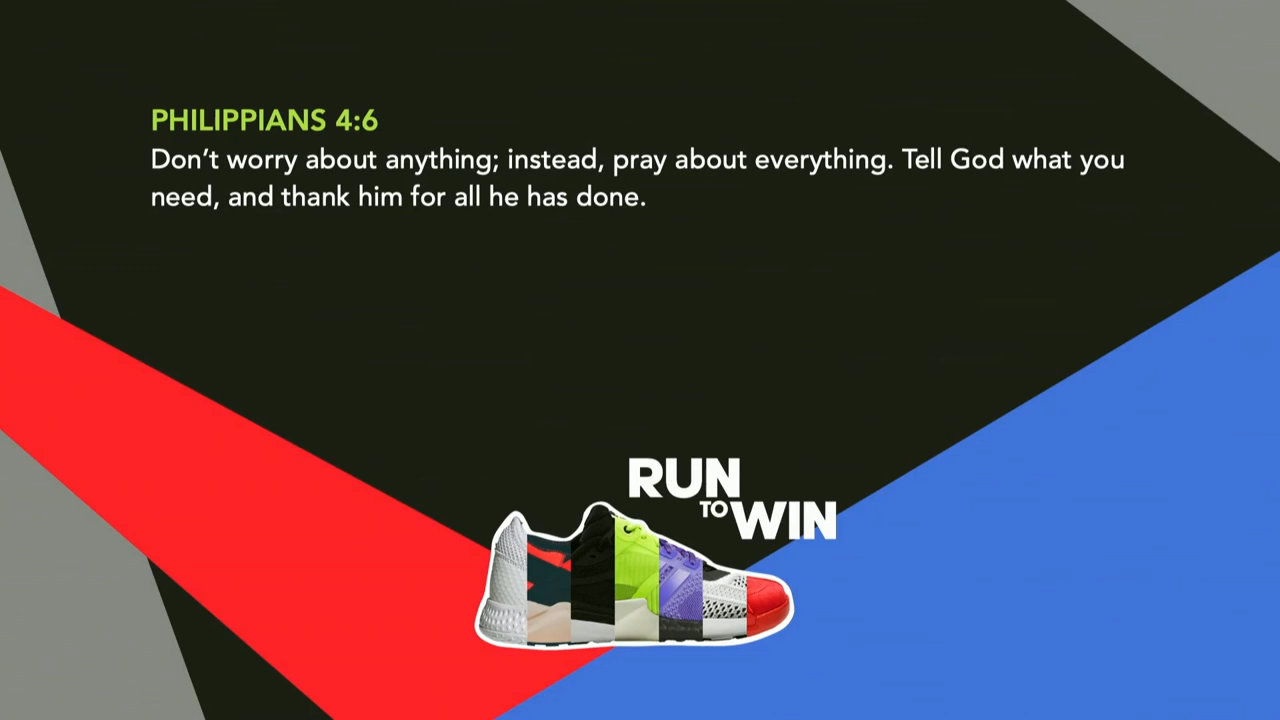 PHILIPPIANS 4:6
Don’t worry about anything; instead, pray about everything. Tell God what you
need, and thank him for all he has done.
RUN
TO WIN